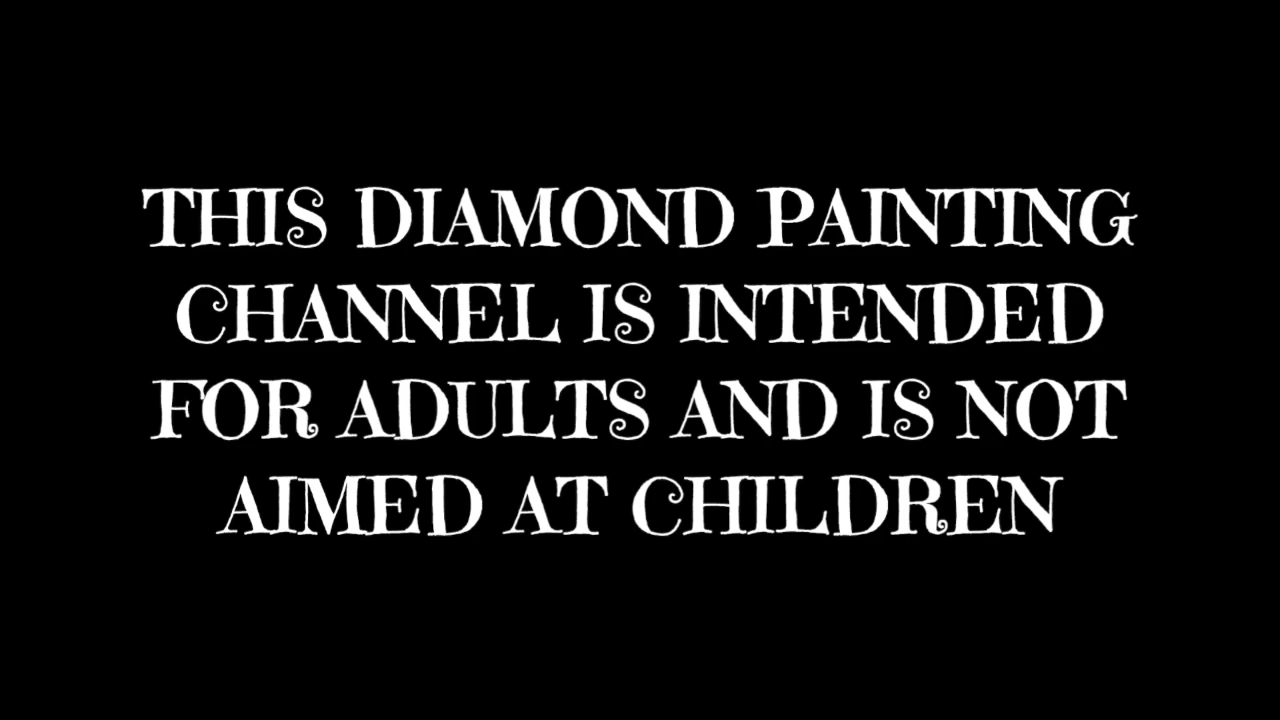 THIS DIAMOND PAINTING
CHANNEL IS INTENDED
FOR ADULTS AND IS NOT
AIMED AT CHILDREN